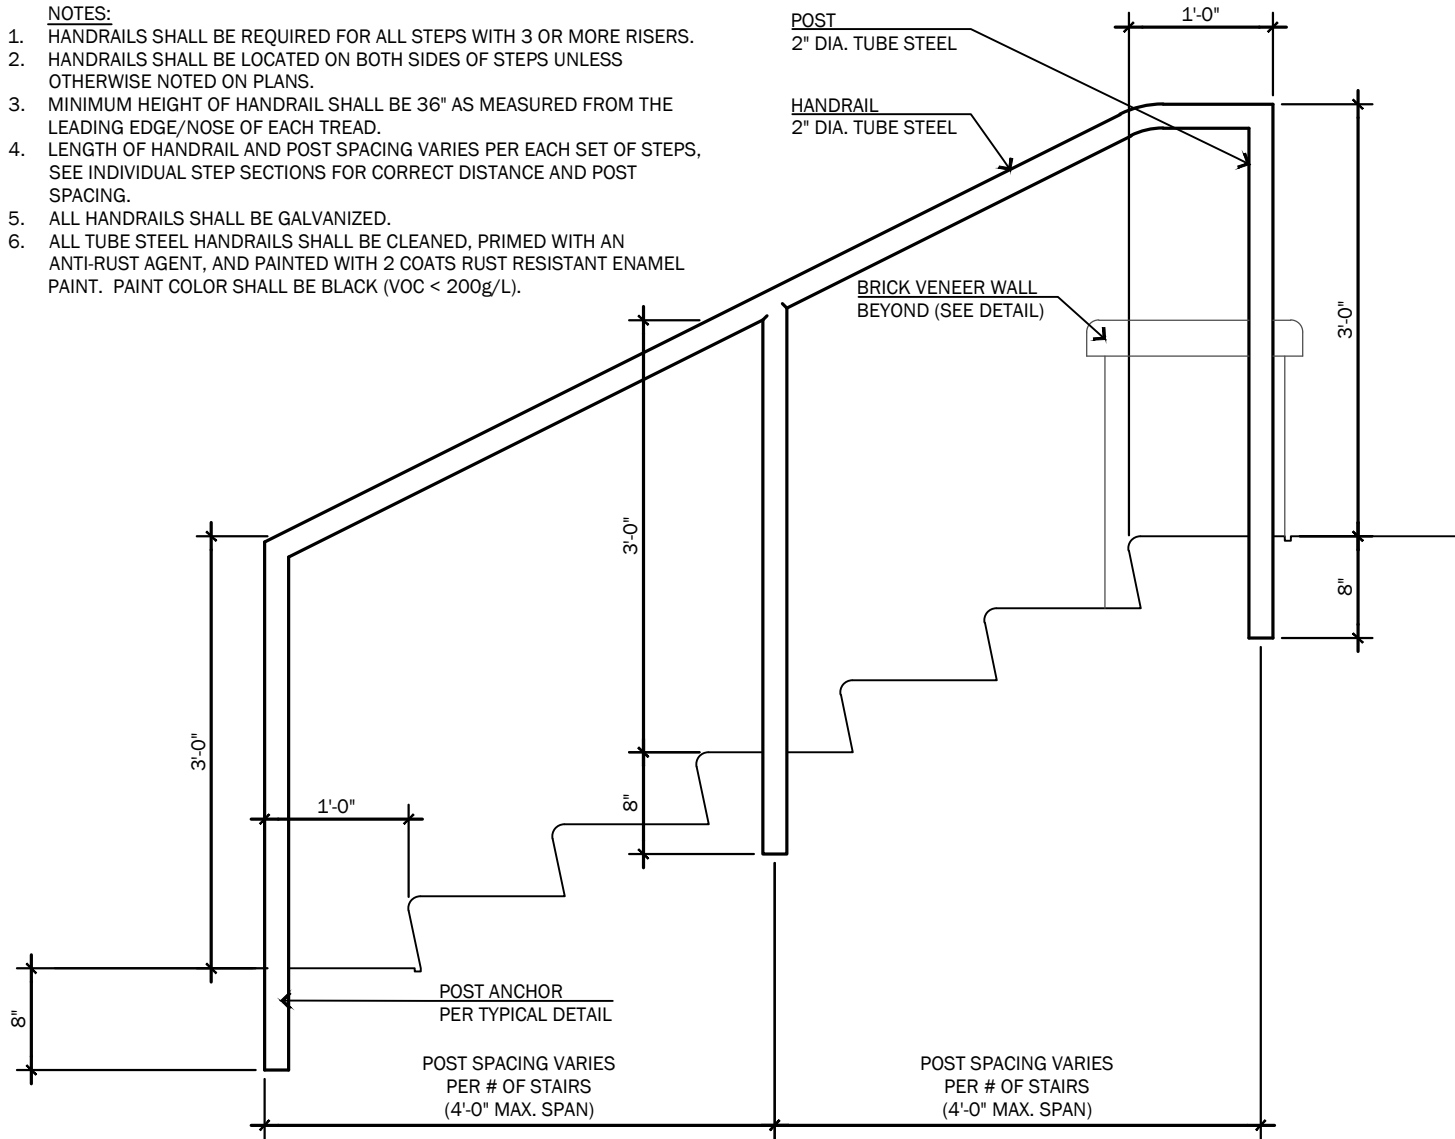 NOTES:
1. HANDRAILS SHALL BE REQUIRED FOR ALL STEPS WITH 3 OR MORE RISERS.
2. HANDRAILS SHALL BE LOCATED ON BOTH SIDES OF STEPS UNLESS
OTHERWISE NOTED ON PLANS.
3. MINIMUM HEIGHT OF HANDRAIL SHALL BE 36" AS MEASURED FROM THE
LEADING EDGE/NOSE OF EACH TREAD.
4. LENGTH OF HANDRAIL AND POST SPACING VARIES PER EACH SET OF STEPS,
SEE INDIVIDUAL STEP SECTIONS FOR CORRECT DISTANCE AND POST
SPACING.
5. ALL HANDRAILS SHALL BE GALVANIZED.
6. ALL TUBE STEEL HANDRAILS SHALL BE CLEANED, PRIMED WITH AN
ANTI-RUST AGENT, AND PAINTED WITH 2 COATS RUST RESISTANT ENAMEL
PAINT. PAINT COLOR SHALL BE BLACK (VOC < 200g/L).
POST
2" DIA. TUBE STEEL
HANDRAIL
2" DIA. TUBE STEEL
1'-0"
BRICK VENEER WALL
BEYOND (SEE DETAIL)
3'-0"
8"
3'-0"
8"
3'-0"
1'-0"
8"
POST ANCHOR
PER TYPICAL DETAIL
POST SPACING VARIES
PER # OF STAIRS
(4'-0" MAX. SPAN)
POST SPACING VARIES
PER # OF STAIRS
(4'-0" MAX. SPAN)